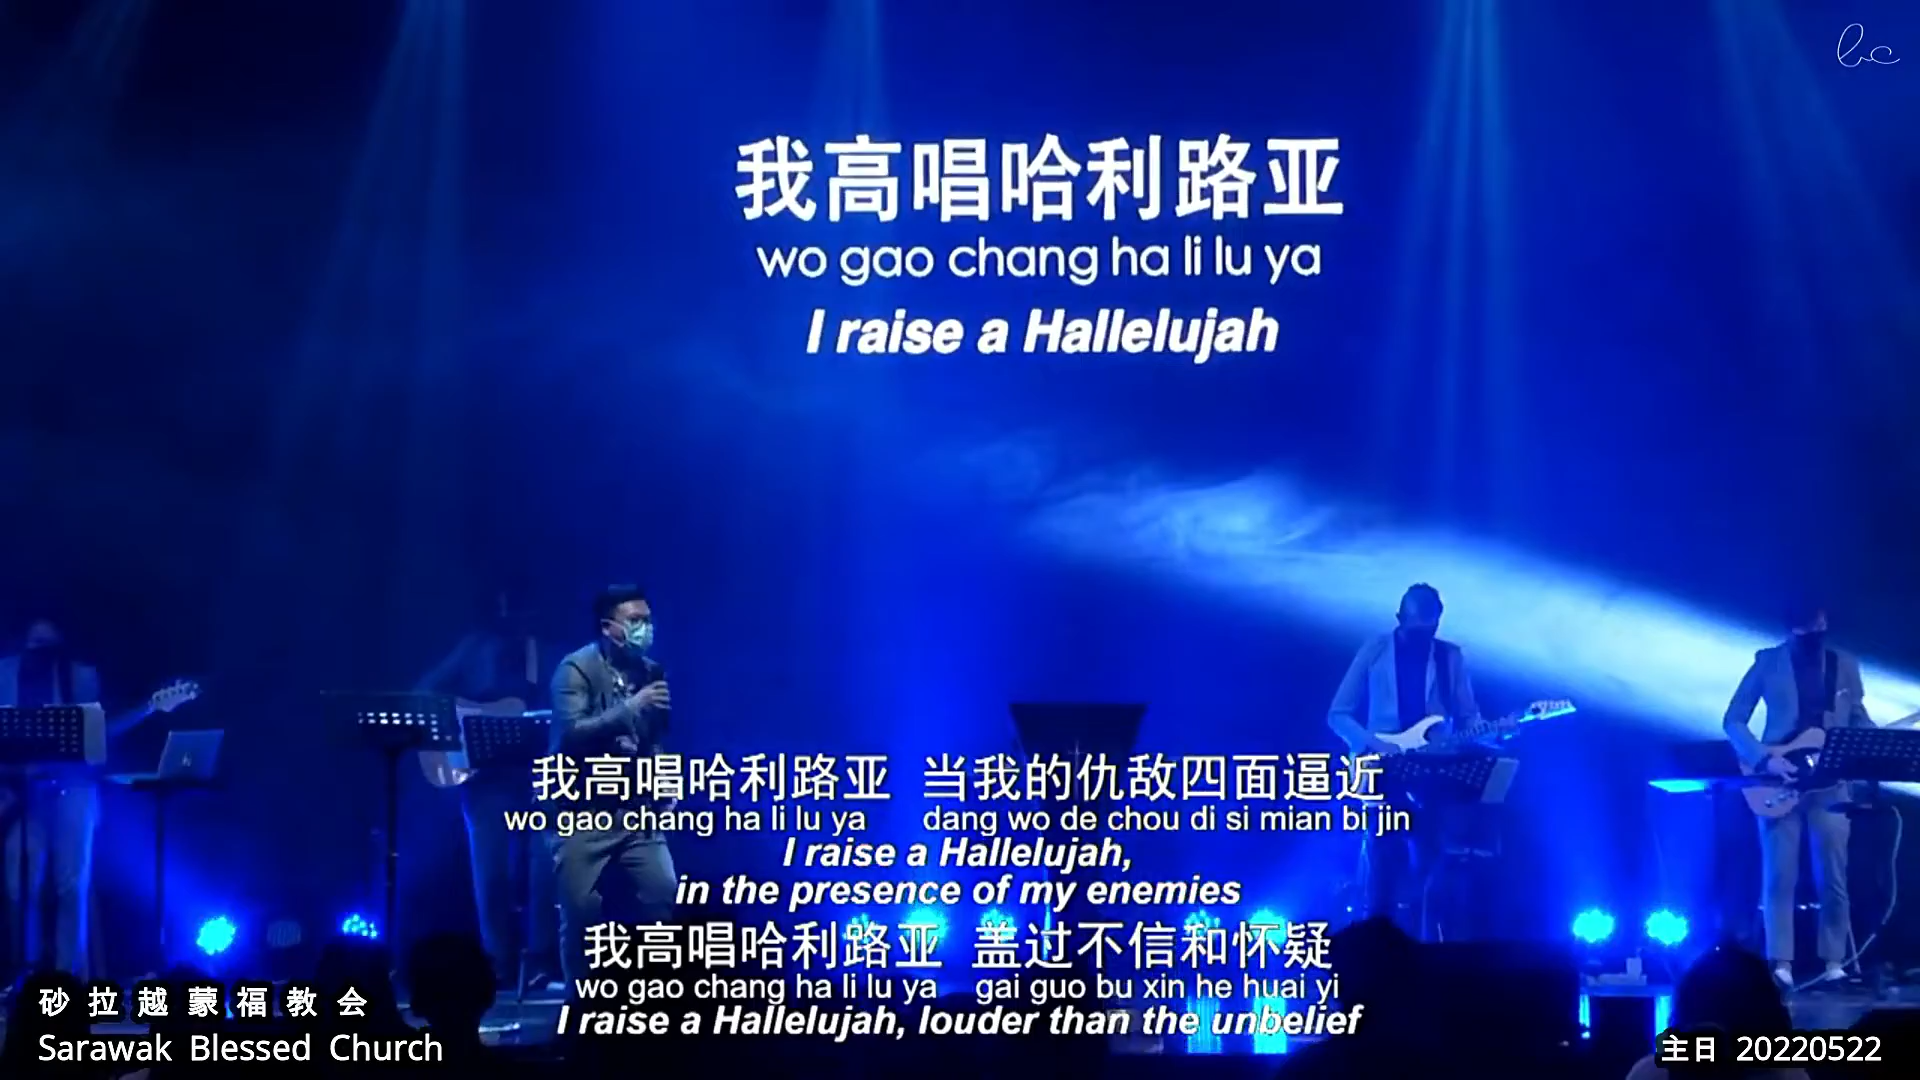 我高唱哈利路亚
wo gao chang ha li lu ya
I raise a Hallelujah
我高唱哈利路亚 当我的仇敌四面逼近
wo gao chang ha li lu ya dang wo de chou di si mian bi jin
I raise a Hallelujah,
in the presence of my enemies
我高唱哈利路亚 盖过不信和怀疑
wo gao chang ha li lu ya gai guo bu xin he huai yi
I raise a Hallelujah, louder than the unbelief
砂拉越蒙福教会
Sarawak Blessed Church
主日 20220522